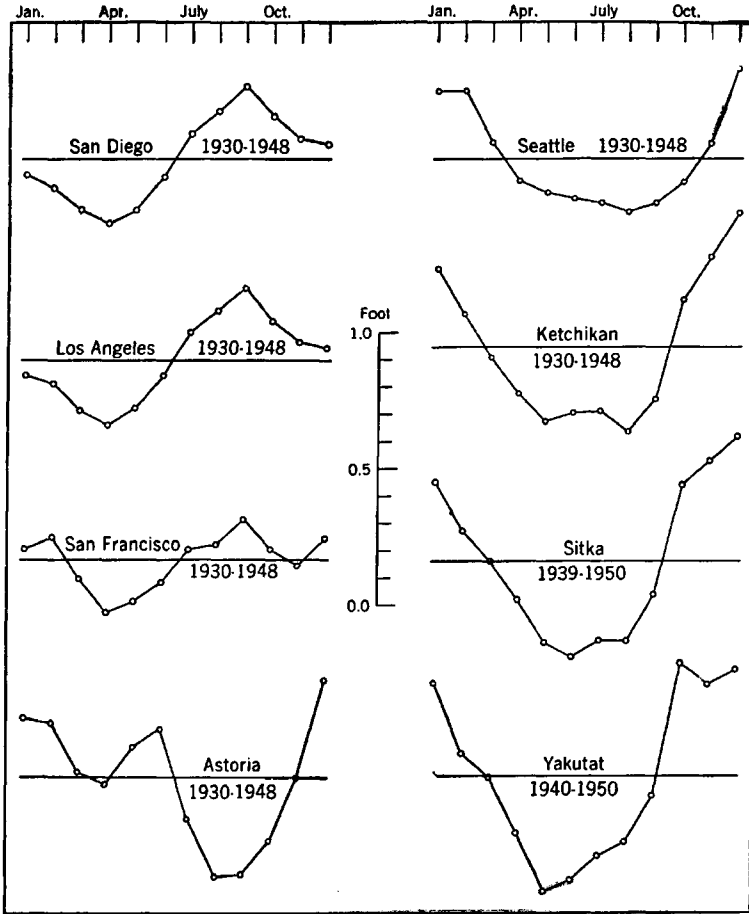 Jan. Apr. July Oct.
Jan. Apr. July Oct.
San Diego 1930-1948
Los Angeles 1930-1948
San Francisco
1930-1948
Astoria
1930-1948
Foot
1.0
0.5
0.0
Seattle 1930-1948
Ketchikan
1930-1948
Sitka
1939-1950
Yakutat
1940-1950